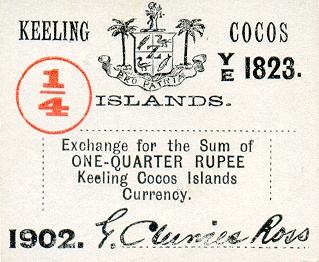 KEELING COCOS
YE 1823.
PRO PATRIA
1/4
ISLANDS.
Exchange for the Sum of
ONE-QUARTER RUPEE
Keeling Cocos Islands
Currency.
1902. G. Clunies Ross